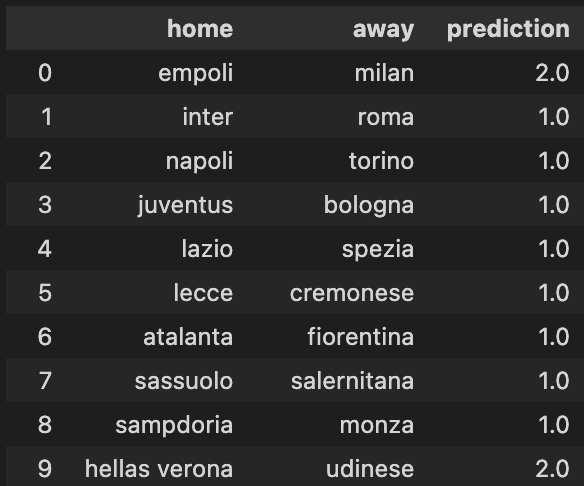 home away prediction
0 empoli milan 2.0
1 inter roma 1.0
2 napoli torino 1.0
3 juventus bologna 1.0
4 lazio spezia 1.0
5 lecce cremonese 1.0
6 atalanta fiorentina 1.0
7 sassuolo salernitana 1.0
8 sampdoria monza 1.0
9 hellas verona udinese 2.0